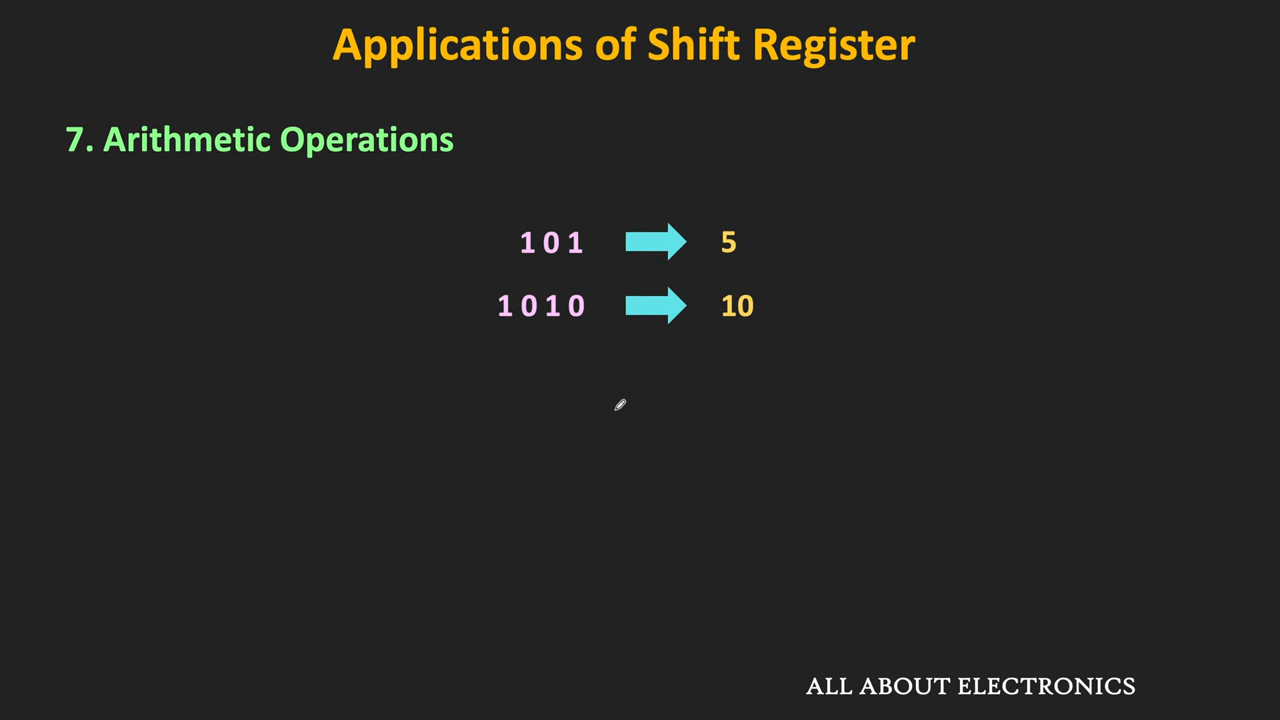 Applications of Shift Register
7. Arithmetic Operations
1 0 1 5
1 0 1 0 10
ALL ABOUT ELECTRONICS